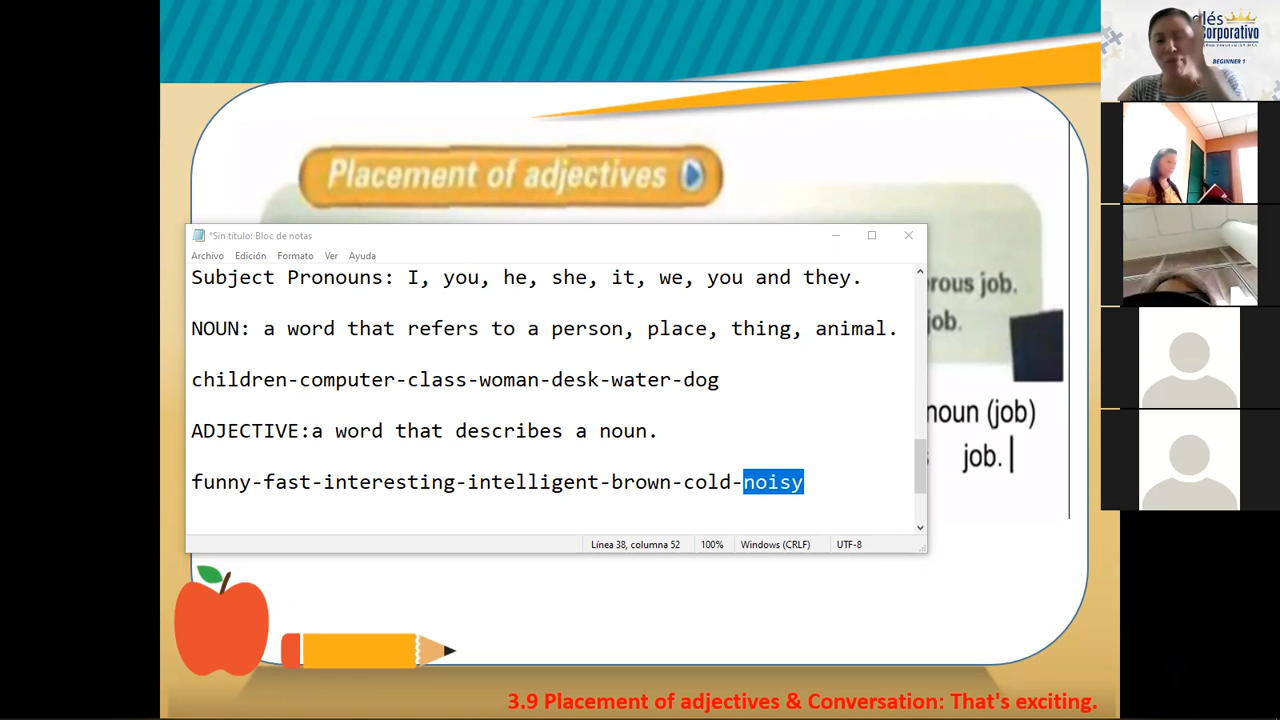 Placement of adjectives
*Sin título: Bloc de notas
Archivo Edición Formato Ver Ayuda
Subject Pronouns: I, you, he, she, it, we, you and they.
NOUN: a word that refers to a person, place, thing, animal.
children-computer-class-woman-desk-water-dog
ADJECTIVE:a word that describes a noun.
funny-fast-interesting-intelligent-brown-cold-noisy
Línea 38, columna 52 100% Windows (CRLF) UTF-8
job.
job.
noun (job)
job.
3.9 Placement of adjectives & Conversation: That's exciting.
BEGINNER 1